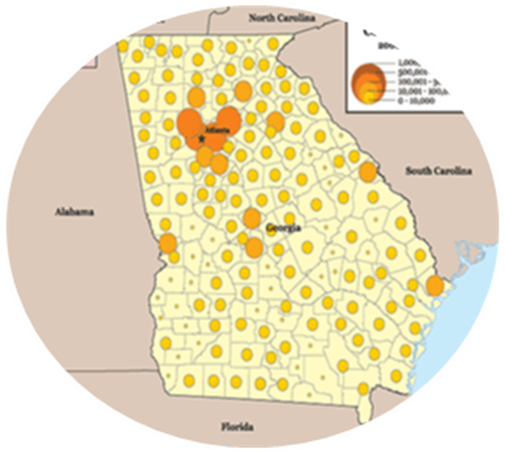 North Carolina
1,000
500,001
100,001 -
10,001 - 100,0
0 - 10,000
Atlanta
South Carolina
Alabama
Georgia
Florida